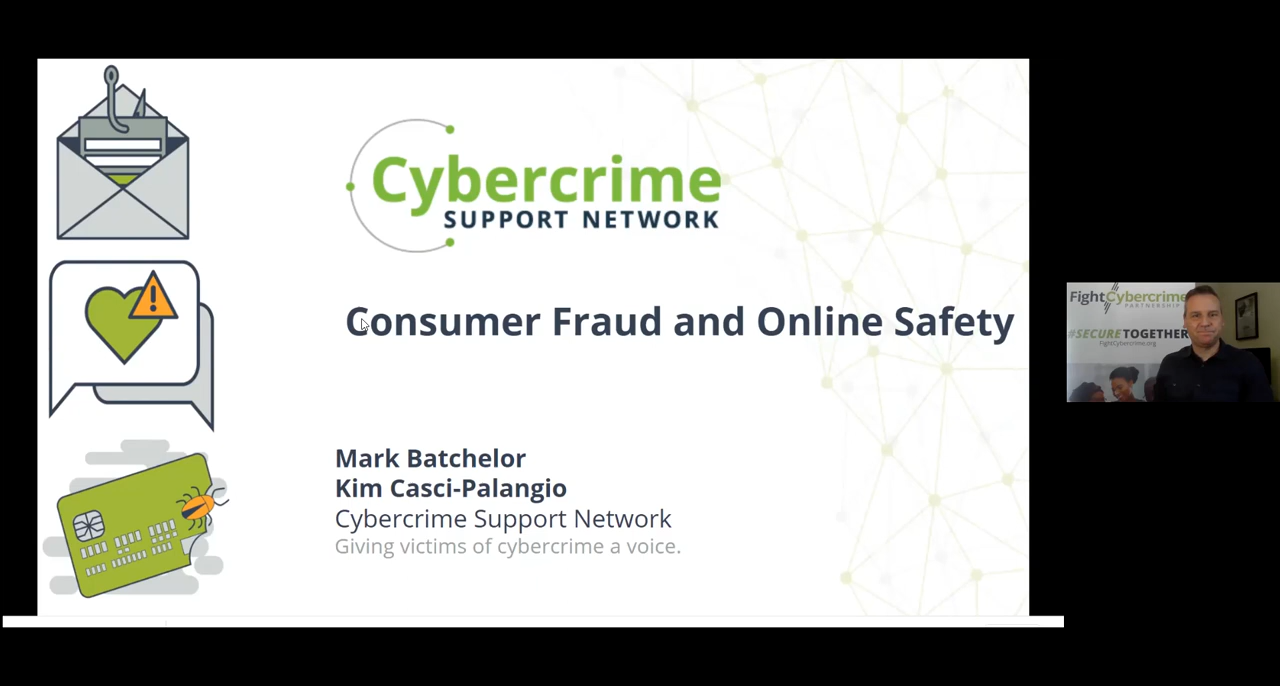 Cybercrime
SUPPORT NETWORK
Consumer Fraud and Online Safety
Mark Batchelor
Kim Casci-Palangio
Cybercrime Support Network
Giving victims of cybercrime a voice.
FightCybercrime
PARTNERSHIP
#SECURETOGETHER
FightCybercrime.org